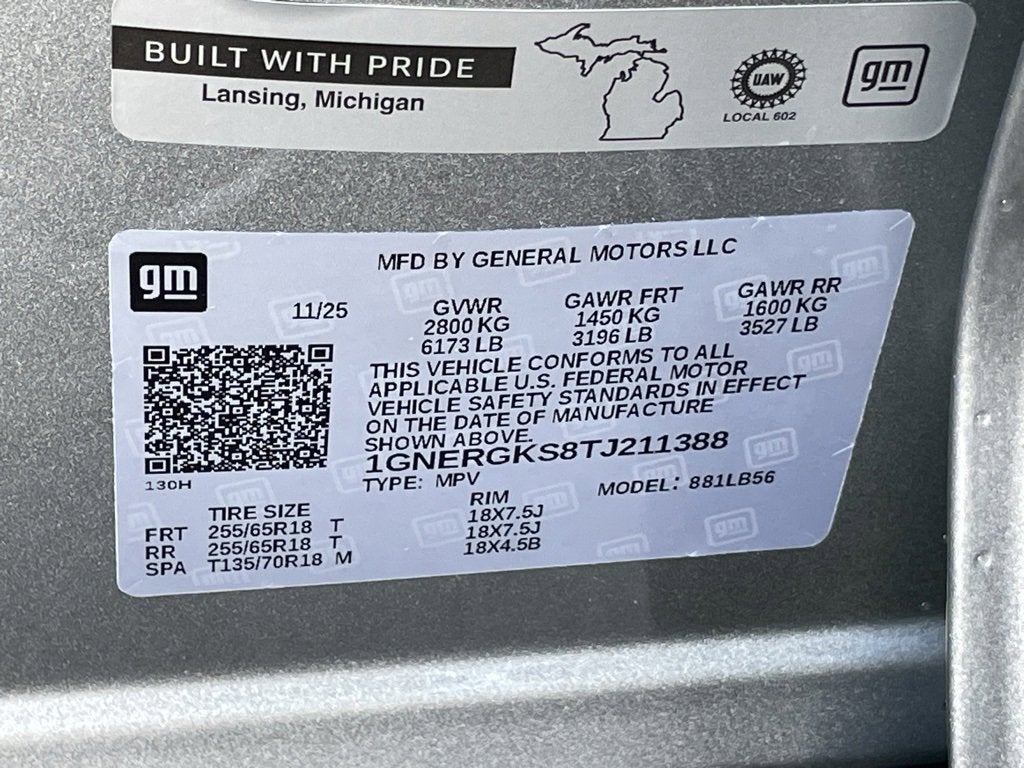 BUILT WITH PRIDE
Lansing, Michigan
UAW
LOCAL 602
gm
gm
MFD BY GENERAL MOTORS LLC
11/25
GVWR
2800 KG
6173 LB
GAWR FRT
1450 KG
3196 LB
GAWR RR
1600 KG
3527 LB
THIS VEHICLE CONFORMS TO ALL
APPLICABLE U.S. FEDERAL MOTOR
VEHICLE SAFETY STANDARDS IN EFFECT
ON THE DATE OF MANUFACTURE
SHOWN ABOVE.
1GNERGKS8TJ211388
TYPE: MPV
MODEL: 881LB56
130H
TIRE SIZE RIM
FRT 255/65R18 T 18X7.5J
RR 255/65R18 T 18X7.5J
SPA T135/70R18 M 18X4.5B